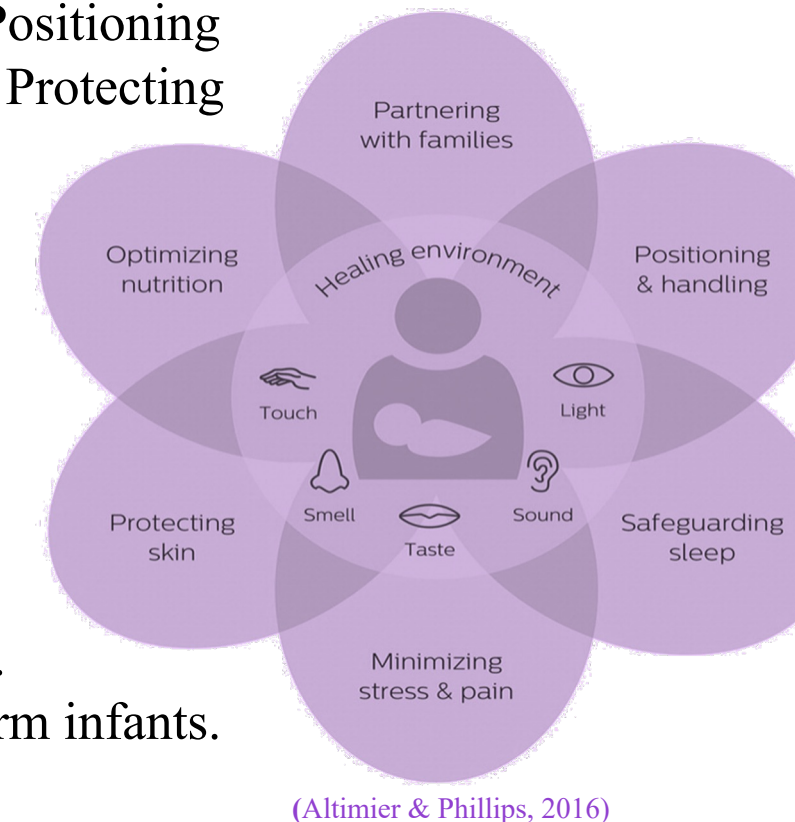 Positioning
Protecting
Partnering
with families
Optimizing
nutrition
Positioning
& handling
Healing environment
Touch
Light
Smell
Sound
Taste
Protecting
skin
Safeguarding
sleep
Minimizing
stress & pain
infants.
(Altimier & Phillips, 2016)